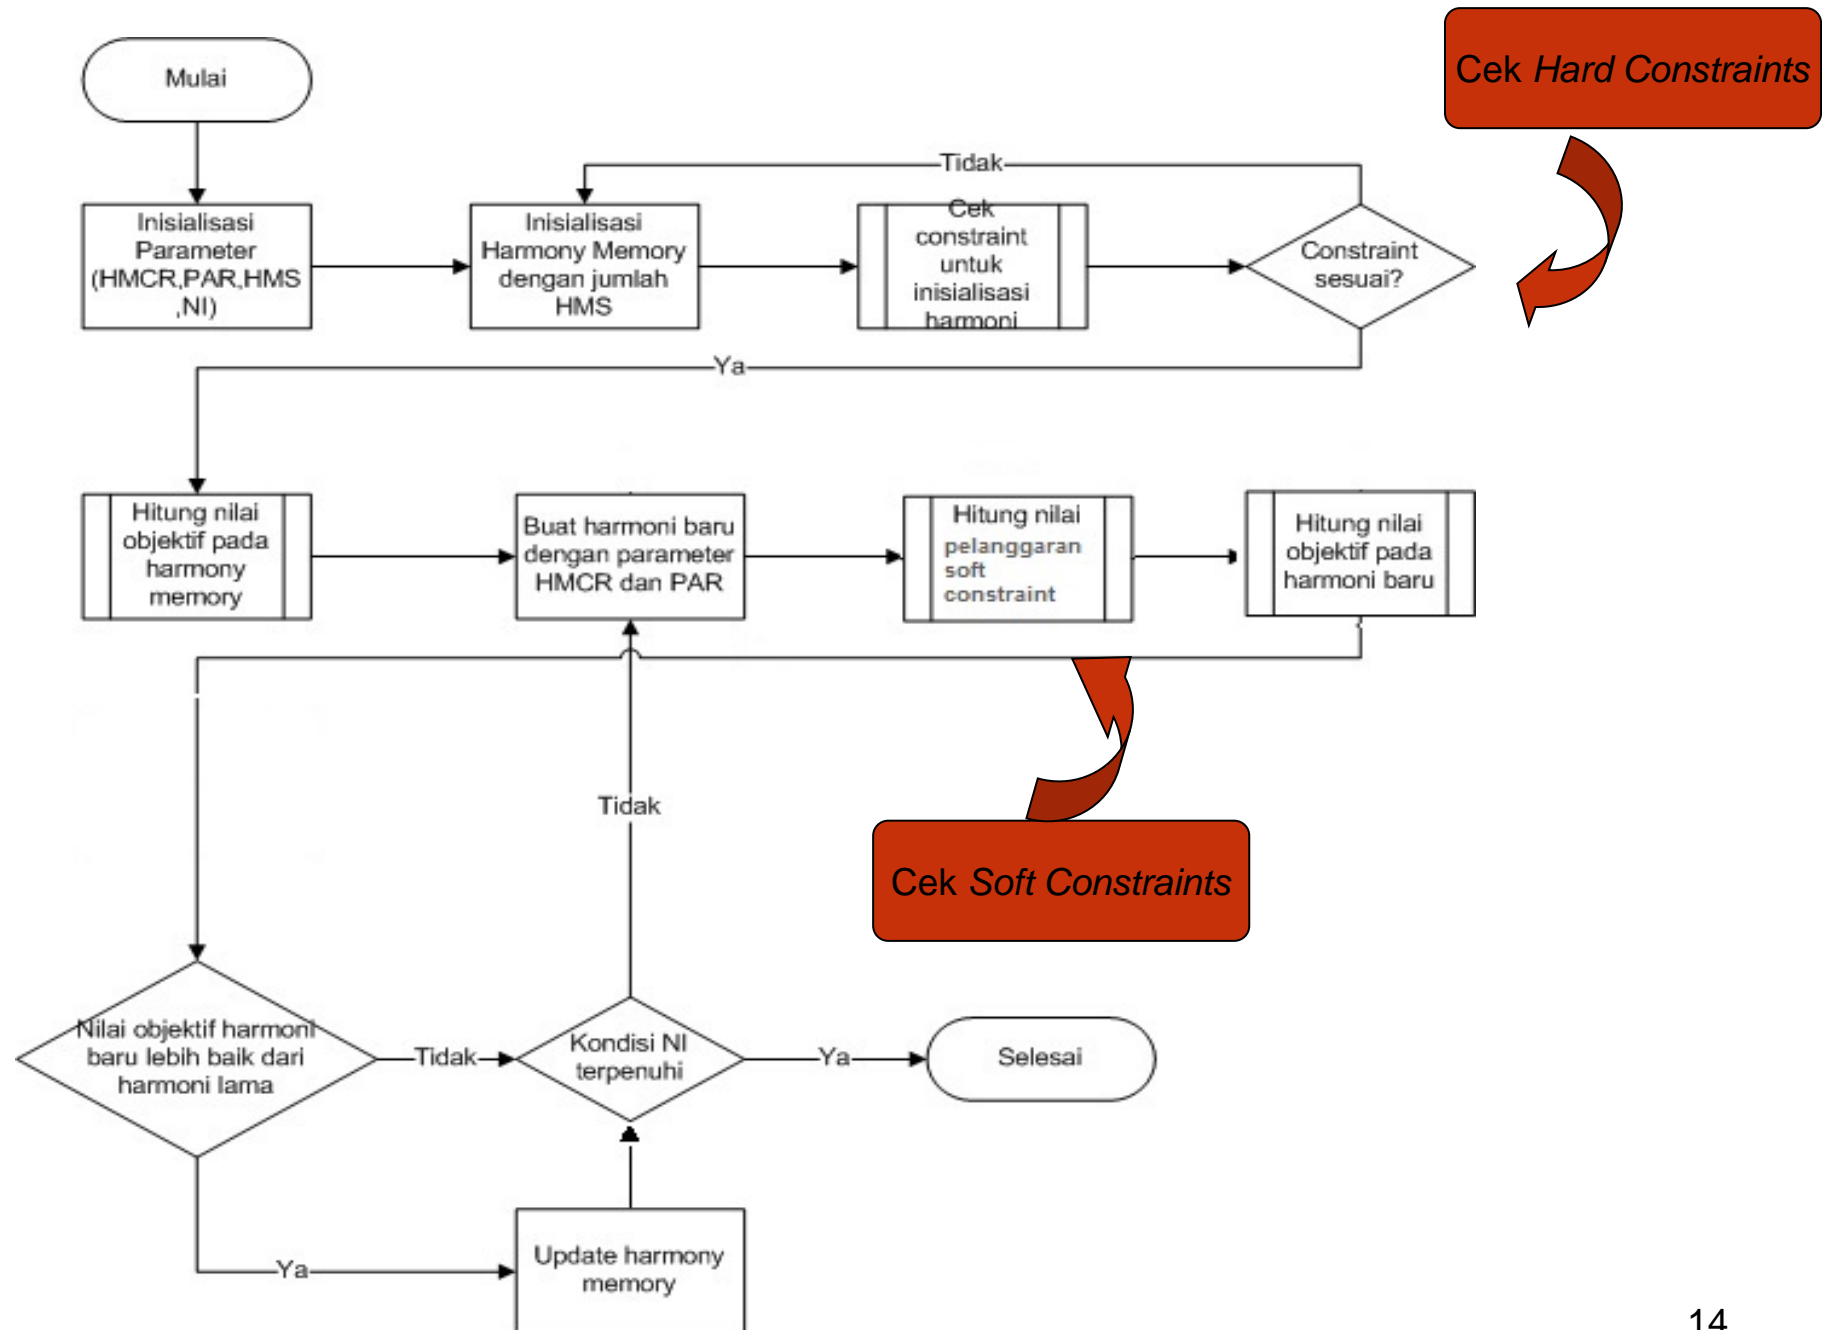 Mulai
Cek Hard Constraints
Tidak
Inisialisasi
Parameter
(HMCR,PAR,HMS
,NI)
Inisialisasi
Harmony Memory
dengan jumlah
HMS
Cek
constraint
untuk
inisialisasi
harmoni
Constraint
sesuai?
Ya
Hitung nilai
objektif pada
harmony
memory
Buat harmoni baru
dengan parameter
HMCR dan PAR
Hitung nilai
pelanggaran
soft
constraint
Hitung nilai
objektif pada
harmoni baru
Tidak
Cek Soft Constraints
Nilai objektif harmoni
baru lebih baik dari
harmoni lama
Tidak
Kondisi NI
terpenuhi
Ya
Selesai
Ya
Update harmony
memory
14